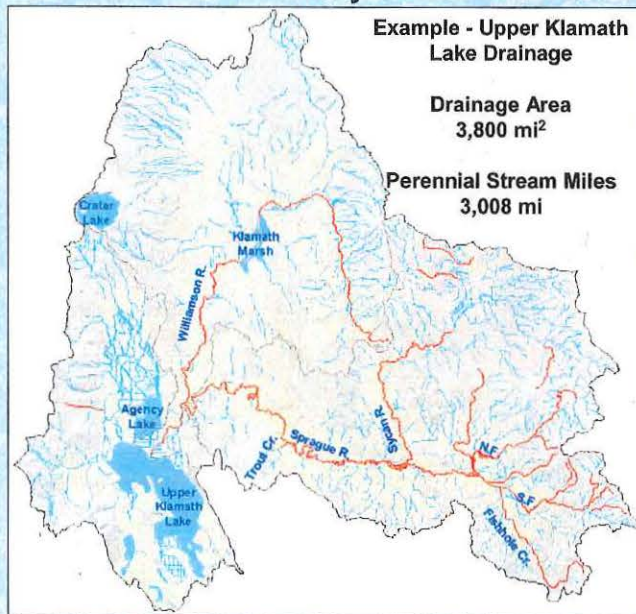 Example - Upper Klamath
Lake Drainage
Drainage Area
3,800 mi²
Perennial Stream Miles
3,008 mi
Crater
Lake
Klamath
Marsh
Williamson R.
Agency
Lake
Upper
Klamath
Lake
Trout Cr.
Sprague R.
Sycan R.
N.F.
S.F.
Fishhole Cr.